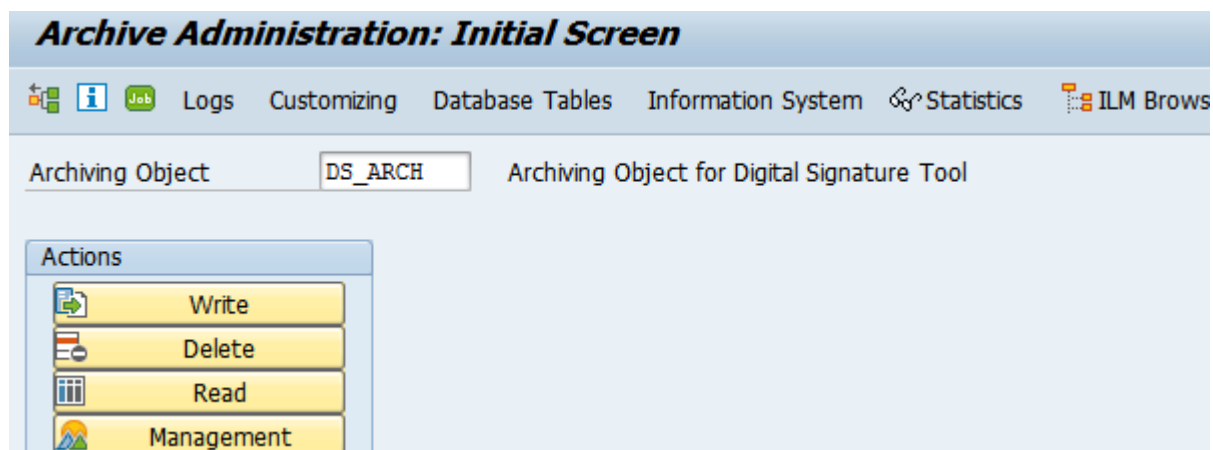 Archive Administration: Initial Screen
Job Logs Customizing Database Tables Information System Statistics ILM Brows
Archiving Object DS_ARCH Archiving Object for Digital Signature Tool
Actions
Write
Delete
Read
Management